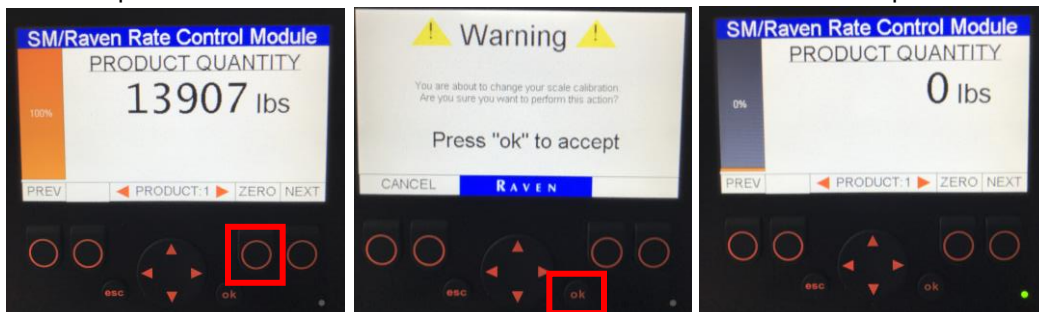 SM/Raven Rate Control Module
PRODUCT QUANTITY
13907 lbs
100%
PREV ◀ PRODUCT:1 ▶ ZERO NEXT
esc ok
! Warning !
You are about to change your scale calibration.
Are you sure you want to perform this action?
Press "ok" to accept
CANCEL RAVEN
esc ok
SM/Raven Rate Control Module
PRODUCT QUANTITY
0 lbs
0%
PREV ◀ PRODUCT:1 ▶ ZERO NEXT
esc ok